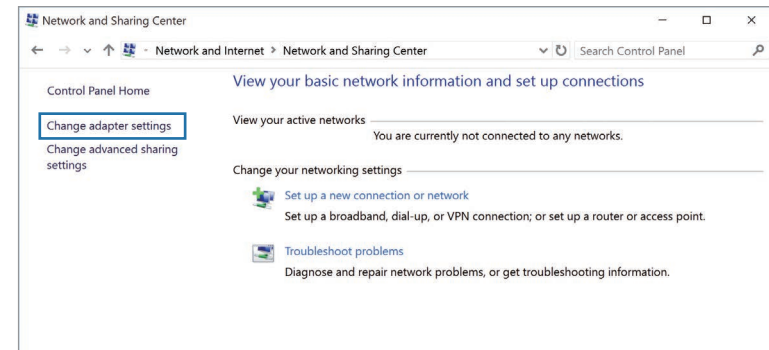 Network and Sharing Center
Network and Internet > Network and Sharing Center
Search Control Panel
Control Panel Home
Change adapter settings
Change advanced sharing
settings
View your basic network information and set up connections
View your active networks
You are currently not connected to any networks.
Change your networking settings
Set up a new connection or network
Set up a broadband, dial-up, or VPN connection; or set up a router or access point.
Troubleshoot problems
Diagnose and repair network problems, or get troubleshooting information.